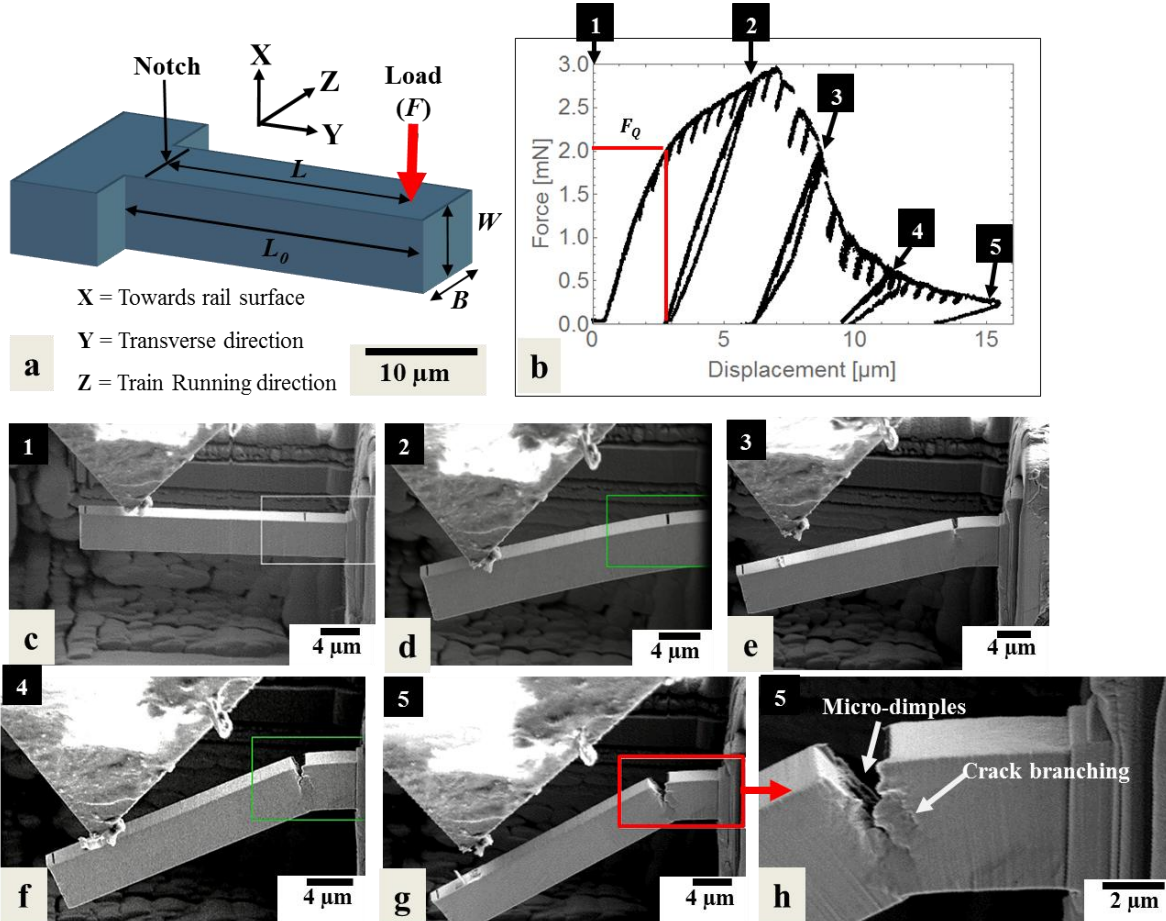 X
Z
Y
Notch
Load
(F)
L
L0
W
B
X = Towards rail surface
Y = Transverse direction
Z = Train Running direction
10 µm
a
1
2
3
4
5
3.0
2.5
2.0
1.5
1.0
0.5
0.0
FQ
Force [mN]
0
5
10
15
Displacement [µm]
b
1
c
4 µm
2
d
4 µm
3
e
4 µm
4
f
4 µm
5
g
4 µm
5
Micro-dimples
Crack branching
h
2 µm